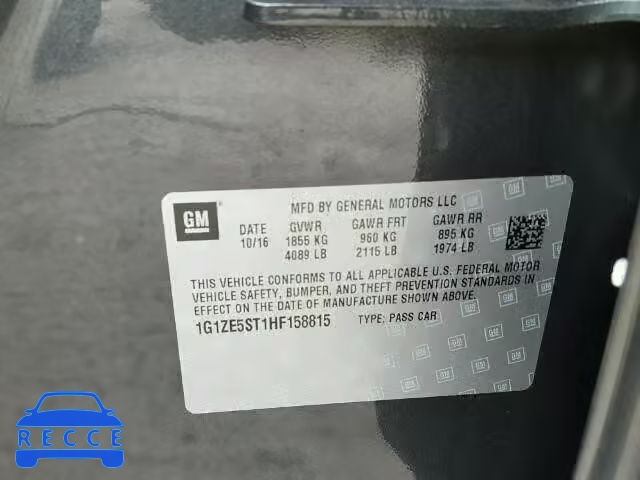 GM
MFD BY GENERAL MOTORS LLC
DATE GVWR GAWR FRT GAWR RR
10/16 1855 KG 960 KG 895 KG
4089 LB 2115 LB 1974 LB
THIS VEHICLE CONFORMS TO ALL APPLICABLE U.S. FEDERAL MOTOR
VEHICLE SAFETY, BUMPER, AND THEFT PREVENTION STANDARDS IN
EFFECT ON THE DATE OF MANUFACTURE SHOWN ABOVE.
1G1ZE5ST1HF158815 TYPE: PASS CAR
RECCE